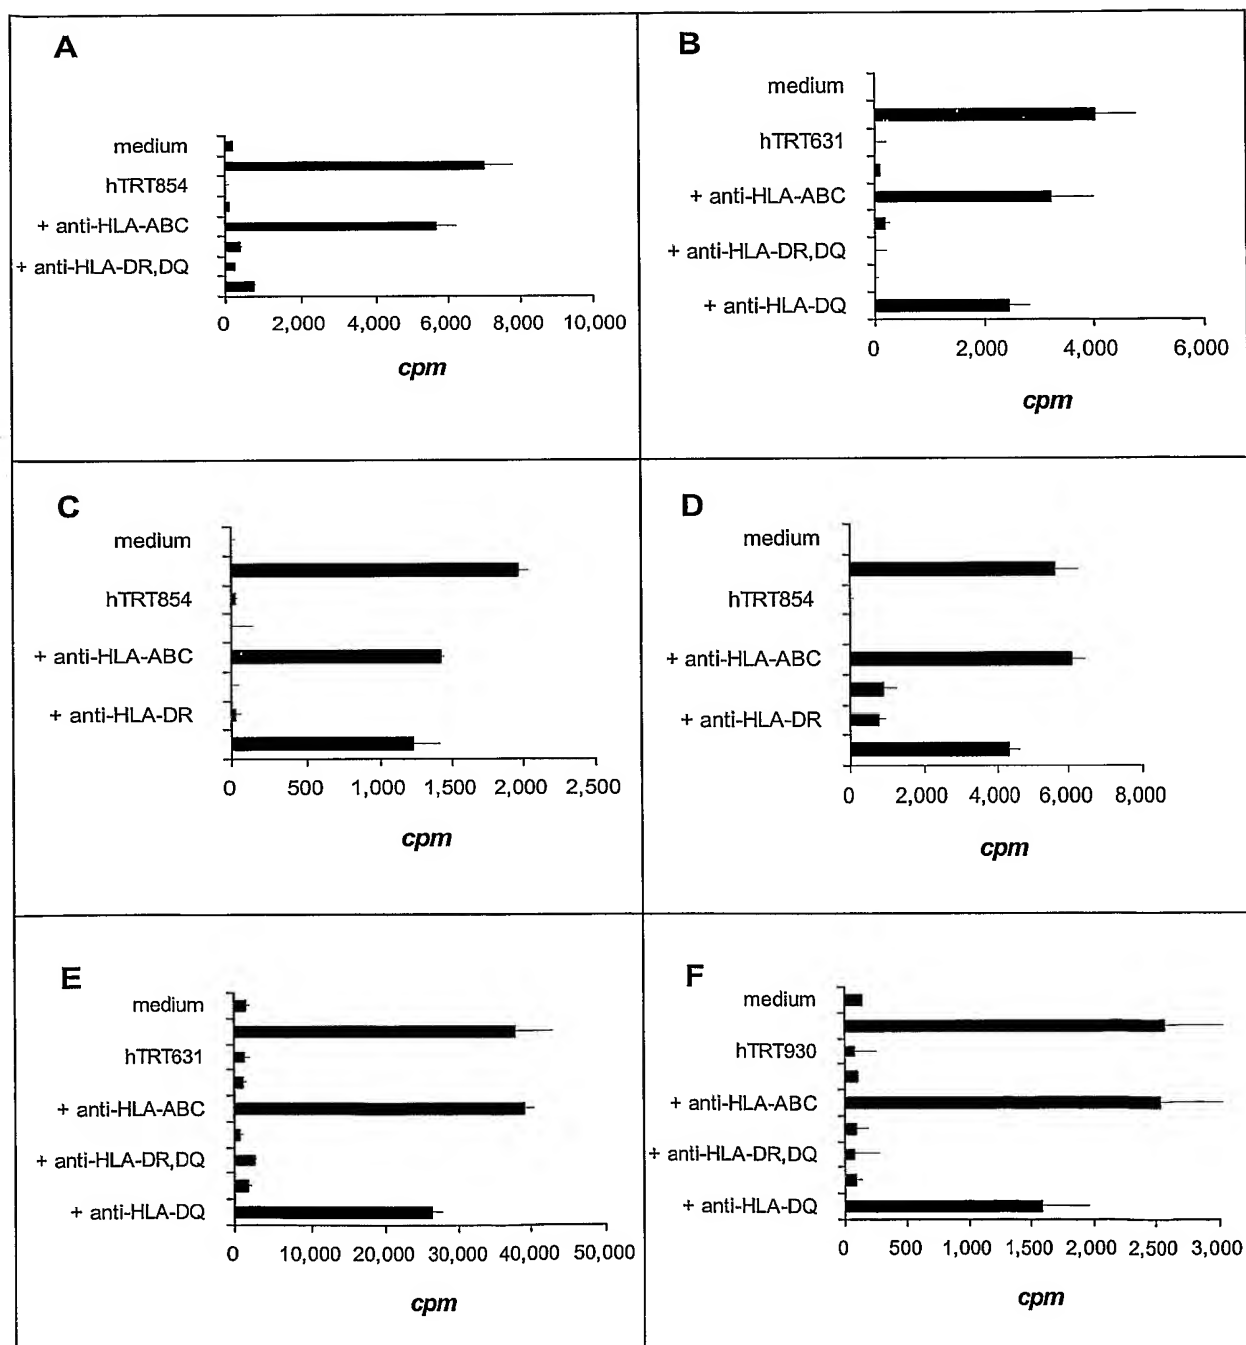 A
medium
hTRT854
+ anti-HLA-ABC
+ anti-HLA-DR,DQ
0 2,000 4,000 6,000 8,000 10,000
cpm
B
medium
hTRT631
+ anti-HLA-ABC
+ anti-HLA-DR,DQ
+ anti-HLA-DQ
0 2,000 4,000 6,000
cpm
C
medium
hTRT854
+ anti-HLA-ABC
+ anti-HLA-DR
0 500 1,000 1,500 2,000 2,500
cpm
D
medium
hTRT854
+ anti-HLA-ABC
+ anti-HLA-DR
0 2,000 4,000 6,000 8,000
cpm
E
medium
hTRT631
+ anti-HLA-ABC
+ anti-HLA-DR,DQ
+ anti-HLA-DQ
0 10,000 20,000 30,000 40,000 50,000
cpm
F
medium
hTRT930
+ anti-HLA-ABC
+ anti-HLA-DR,DQ
+ anti-HLA-DQ
0 500 1,000 1,500 2,000 2,500 3,000
cpm